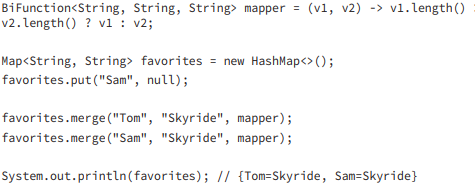 BiFunction<String, String, String> mapper = (v1, v2) -> v1.length()
v2.length() ? v1 : v2;
Map<String, String> favorites = new HashMap<>();
favorites.put("Sam", null);
favorites.merge("Tom", "Skyride", mapper);
favorites.merge("Sam", "Skyride", mapper);
System.out.println(favorites); // {Tom=Skyride, Sam=Skyride}